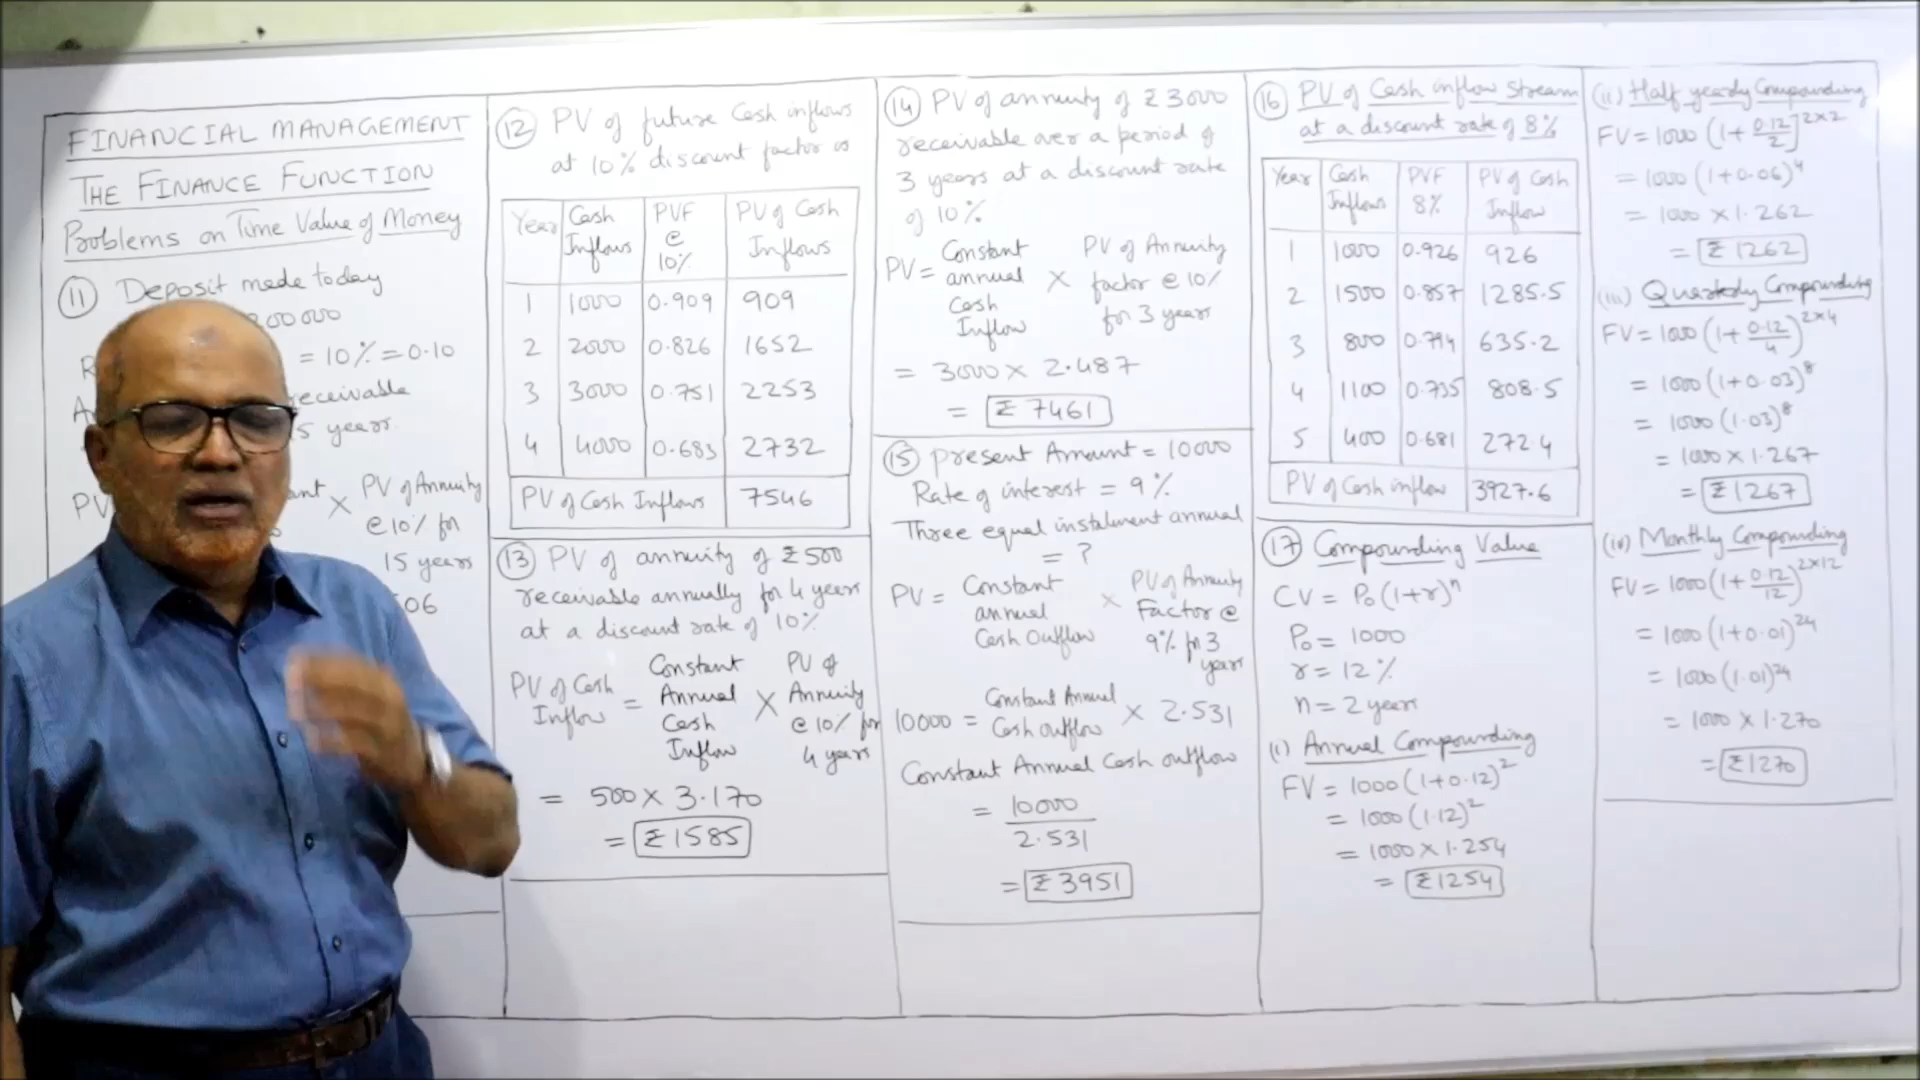 FINANCIAL MANAGEMENT
THE FINANCE FUNCTION
Problems on Time Value of Money
(11) Deposit made today
200000
R = 10% = 0.10
A receivable
15 years.
PV × PV of Annuity
@ 10% for
15 years
606
(12) PV of future Cash inflows
at 10% discount factor is
Year Cash Inflows PVF @ 10% PV of Cash Inflows
1 1000 0.909 909
2 2000 0.826 1652
3 3000 0.751 2253
4 4000 0.683 2732
PV of Cash Inflows 7546
(13) PV of annuity of ₹500
receivable annually for 4 years
at a discount rate of 10%
PV of Cash Inflow = Constant Annual Cash Inflow × PV of Annuity @ 10% for 4 years
= 500 × 3.170
= ₹1585
(14) PV of annuity of ₹3000
receivable over a period of
3 years at a discount rate
of 10%
PV = Constant annual Cash Inflow × PV of Annuity factor @ 10% for 3 years
= 3000 × 2.487
= ₹7461
(15) Present Amount = 10000
Rate of interest = 9%
Three equal instalment annual
= ?
PV = Constant annual Cash Outflow × PV of Annuity Factor @ 9% for 3 years
10000 = Constant Annual Cash outflow × 2.531
Constant Annual Cash outflow
= 10000 / 2.531
= ₹3951
(16) PV of Cash inflow stream
at a discount rate of 8%
Year Cash Inflows PVF 8% PV of Cash Inflow
1 1000 0.926 926
2 1500 0.857 1285.5
3 800 0.794 635.2
4 1100 0.735 808.5
5 400 0.681 272.4
PV of Cash inflow 3927.6
(17) Compounding Value
CV = P₀(1+r)ⁿ
P₀ = 1000
r = 12%
n = 2 years
(i) Annual Compounding
FV = 1000 (1+0.12)²
= 1000 (1.12)²
= 1000 × 1.254
= ₹1254
(ii) Half yearly Compounding
FV = 1000 (1 + 0.12/2)^2×2
= 1000 (1+0.06)⁴
= 1000 × 1.262
= ₹1262
(iii) Quarterly Compounding
FV = 1000 (1 + 0.12/4)^2×4
= 1000 (1+0.03)⁸
= 1000 (1.03)⁸
= 1000 × 1.267
= ₹1267
(iv) Monthly Compounding
FV = 1000 (1 + 0.12/12)^2×12
= 1000 (1+0.01)²⁴
= 1000 (1.01)²⁴
= 1000 × 1.270
= ₹1270